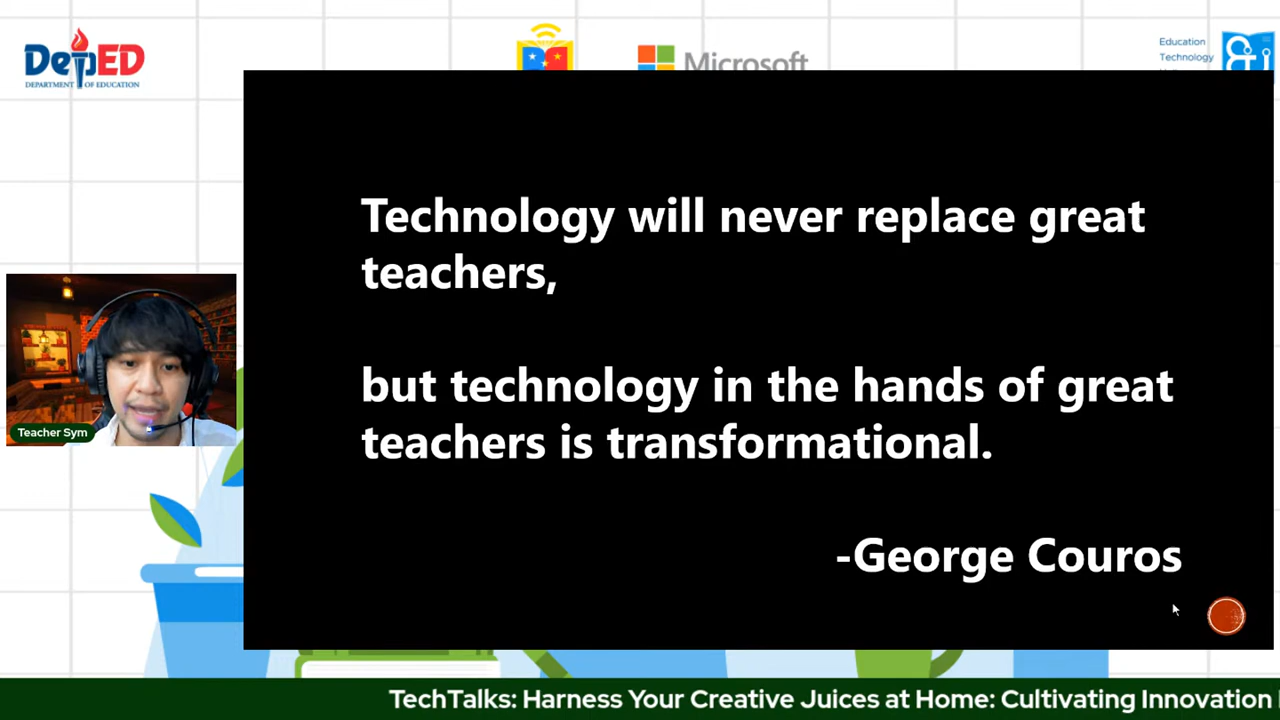 DepED
DEPARTMENT OF EDUCATION
Microsoft
Education
Technology
Technology will never replace great
teachers,
but technology in the hands of great
teachers is transformational.
-George Couros
Teacher Sym
TechTalks: Harness Your Creative Juices at Home: Cultivating Innovation